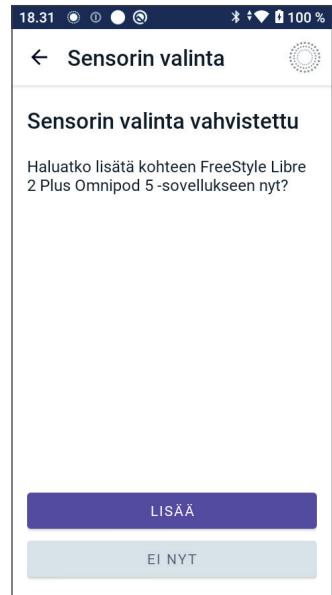 18.31 100 %
Sensorin valinta
Sensorin valinta vahvistettu
Haluatko lisätä kohteen FreeStyle Libre
2 Plus Omnipod 5 -sovellukseen nyt?
LISÄÄ
EI NYT